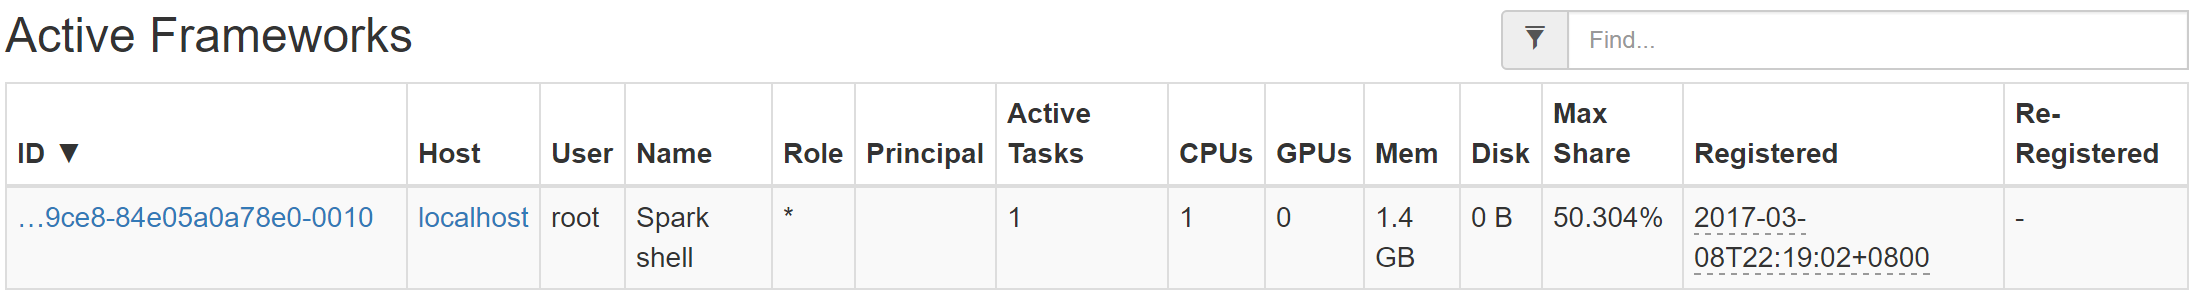 Active Frameworks
Find...
ID ▼ Host User Name Role Principal Active Tasks CPUs GPUs Mem Disk Max Share Registered Re-Registered
…9ce8-84e05a0a78e0-0010 localhost root Spark shell * 1 1 0 1.4 GB 0 B 50.304% 2017-03-08T22:19:02+0800 -